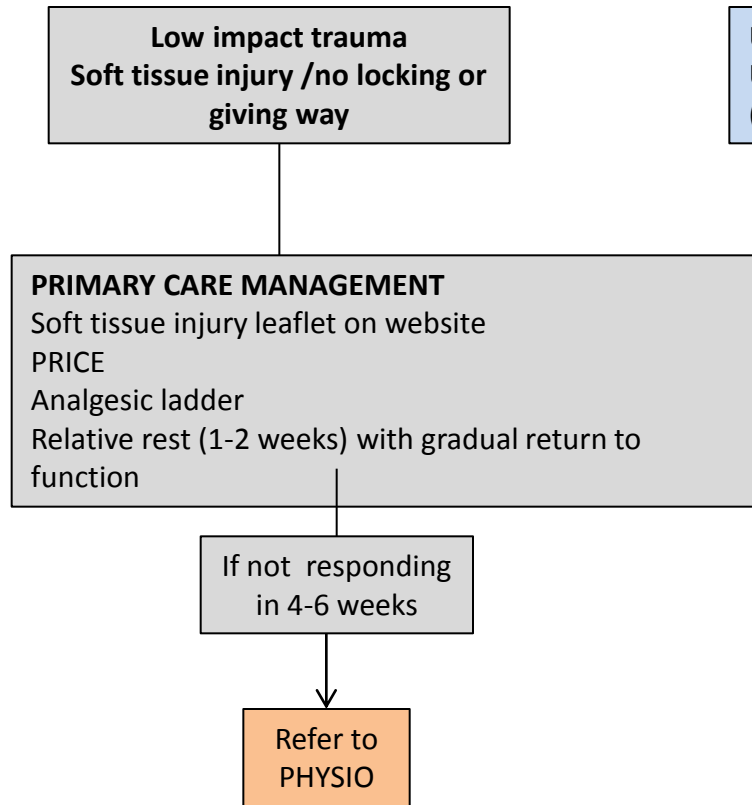 Low impact trauma
Soft tissue injury /no locking or
giving way
PRIMARY CARE MANAGEMENT
Soft tissue injury leaflet on website
PRICE
Analgesic ladder
Relative rest (1-2 weeks) with gradual return to
function
If not responding
in 4-6 weeks
Refer to
PHYSIO